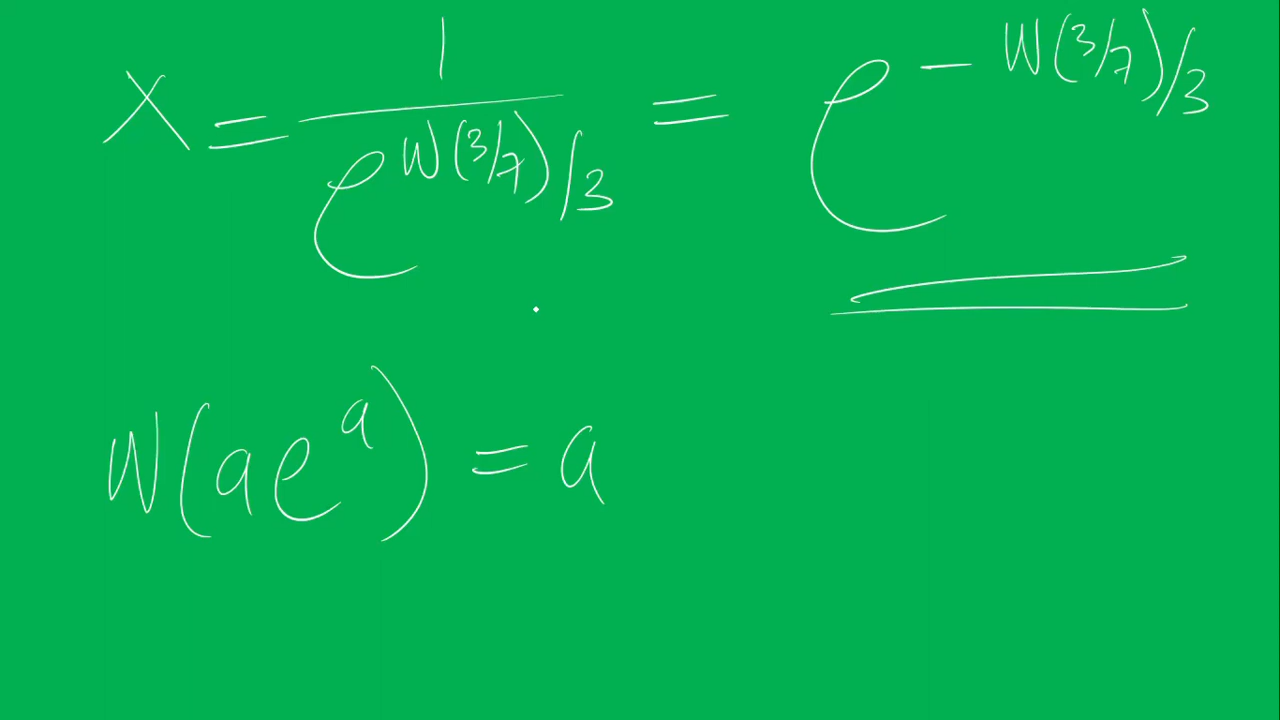 X = 1 / e^{W(3/7)/3} = e^{-W(3/7)/3}
W(ae^a) = a